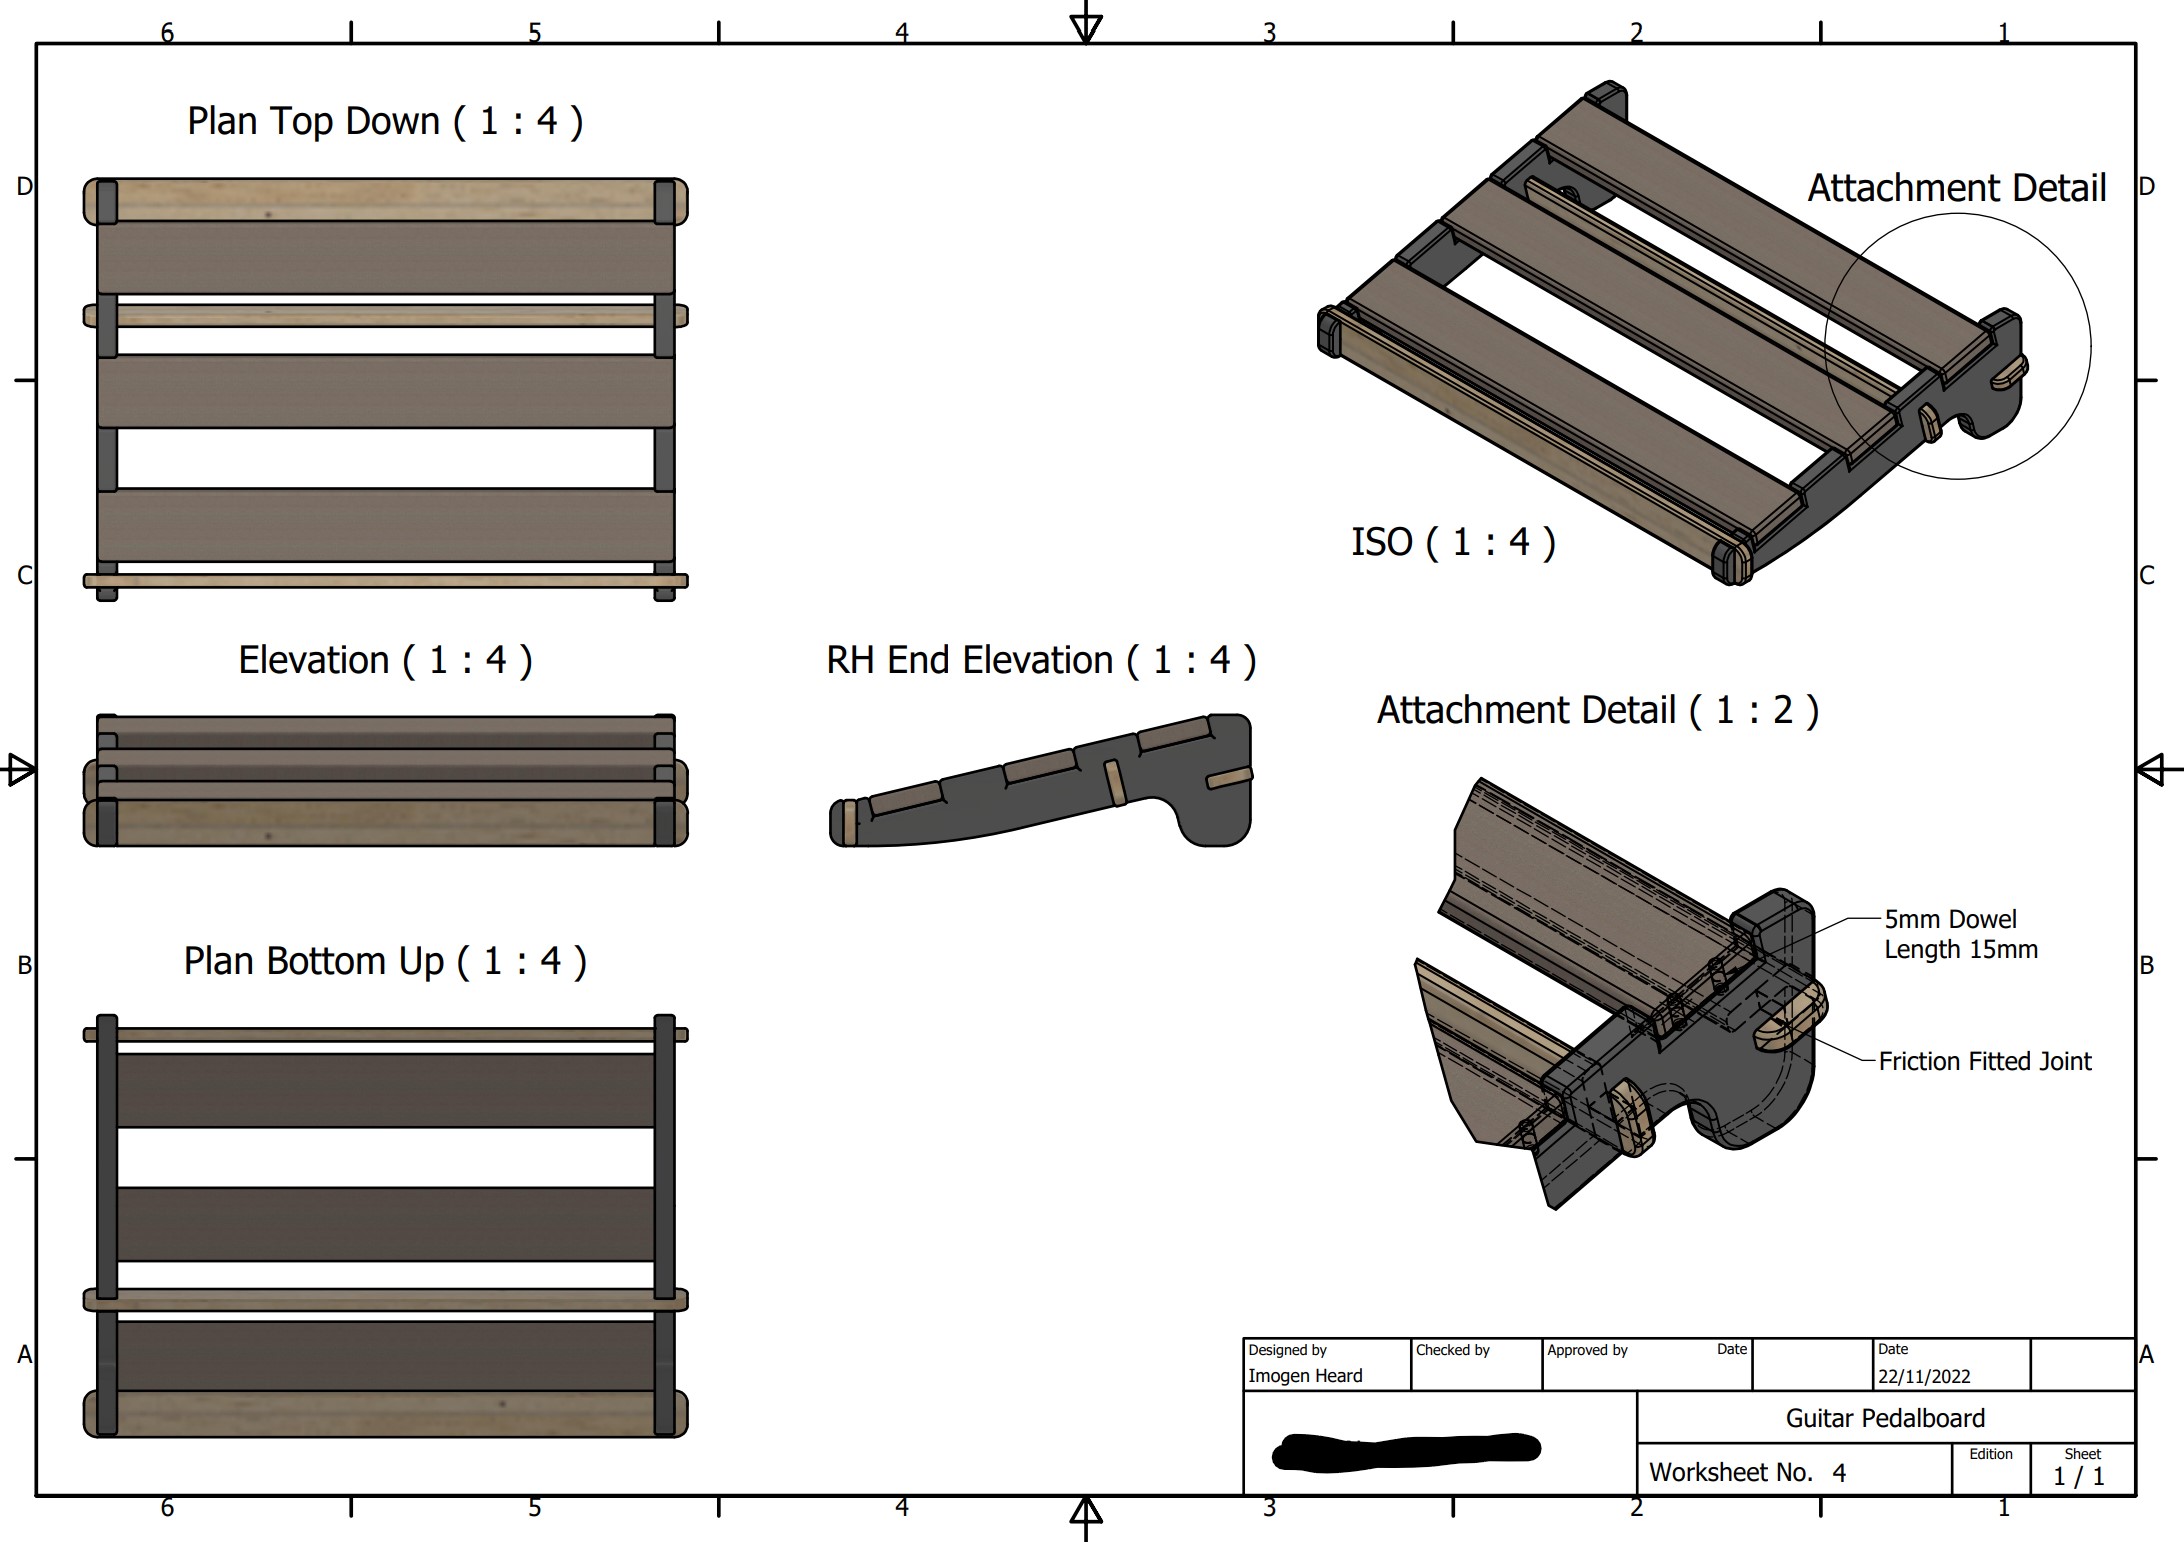 6 5 4 3 2 1
Plan Top Down ( 1 : 4 )
D
Attachment Detail
D
ISO ( 1 : 4 )
C
C
Elevation ( 1 : 4 )
RH End Elevation ( 1 : 4 )
Attachment Detail ( 1 : 2 )
5mm Dowel
Length 15mm
Plan Bottom Up ( 1 : 4 )
B
B
Friction Fitted Joint
A
A
Designed by
Imogen Heard
Checked by
Approved by
Date
Date
22/11/2022
Guitar Pedalboard
Worksheet No. 4
Edition
Sheet
1 / 1
6 5 4 3 2 1